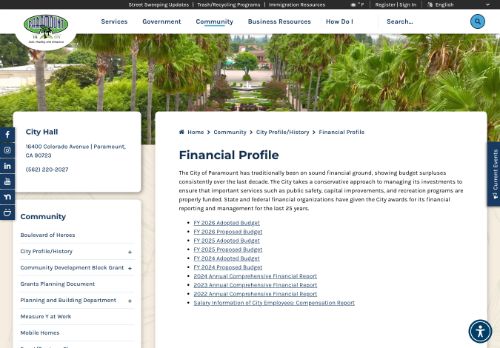 Street Sweeping Updates | Trash/Recycling Programs | Immigration Resources
° F | Register | Sign In | English
PARAMOUNT
Services Government Community Business Resources How Do I Search...
City Hall
16400 Colorado Avenue | Paramount,
CA 90723
(562) 220-2027
Community
Boulevard of Heroes
City Profile/History +
Community Development Block Grant +
Grants Planning Document
Planning and Building Department +
Measure Y at Work
Mobile Homes
Home > Community > City Profile/History > Financial Profile
Financial Profile
The City of Paramount has traditionally been on sound financial ground, showing budget surpluses
consistently over the last decade. The City takes a conservative approach to managing its investments to
ensure that important services such as public safety, capital improvements, and recreation programs are
properly funded. State and federal financial organizations have given the City awards for its financial
reporting and management for the last 25 years.
FY 2026 Adopted Budget
FY 2026 Proposed Budget
FY 2025 Adopted Budget
FY 2025 Proposed Budget
FY 2024 Adopted Budget
FY 2024 Proposed Budget
2024 Annual Comprehensive Financial Report
2023 Annual Comprehensive Financial Report
2022 Annual Comprehensive Financial Report
Salary Information of City Employees: Compensation Report
Current Events